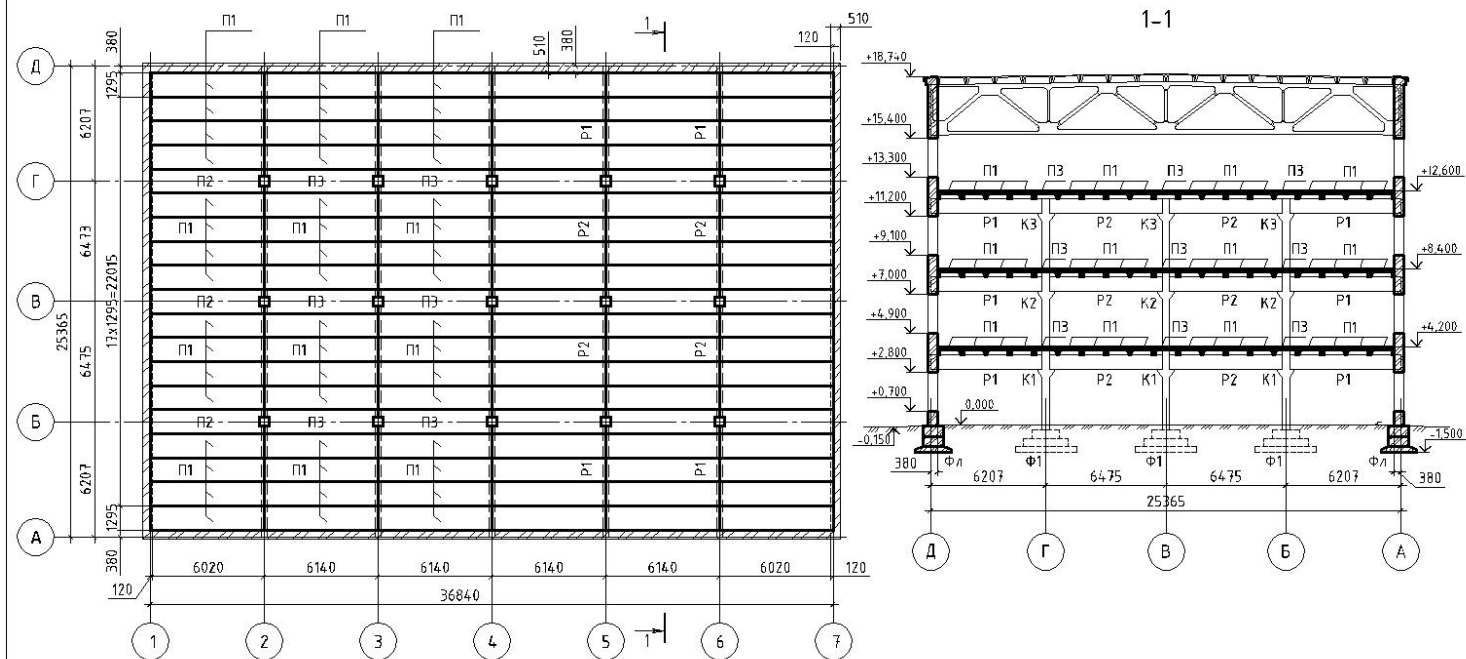 П1 П1 П1 1
120 510
380 510 380
Д
1295
6207
Р1 Р1
Г
П2 П3 П3
П1 П1 П1
Р2 Р2
6473
В
П2 П3 П3
25365
17х1295=22015
П1 П1 П1
Р2 Р2
6475
Б
П2 П3 П3
П1 П1 П1
Р1 Р1
6207
1295
А
380
6020 6140 6140 6140 6140 6020 120
120
36840
1
1 2 3 4 5 6 7
1-1
+18,740
+15,400
+13,300
П1 П3 П1 П3 П1 П3 П1
+12,600
+11,200
Р1 К3 Р2 К3 Р2 К3 Р1
+9,100
П1 П3 П1 П3 П1 П3 П1
+8,400
+7,000
Р1 К2 Р2 К2 Р2 К2 Р1
+4,900
П1 П3 П1 П3 П1 П3 П1
+4,200
+2,800
Р1 К1 Р2 К1 Р2 К1 Р1
+0,700
0,000
-0,150
-1,500
Фл Ф1 Ф1 Ф1 Фл
380 6207 6475 6475 6207 380
25365
Д Г В Б А